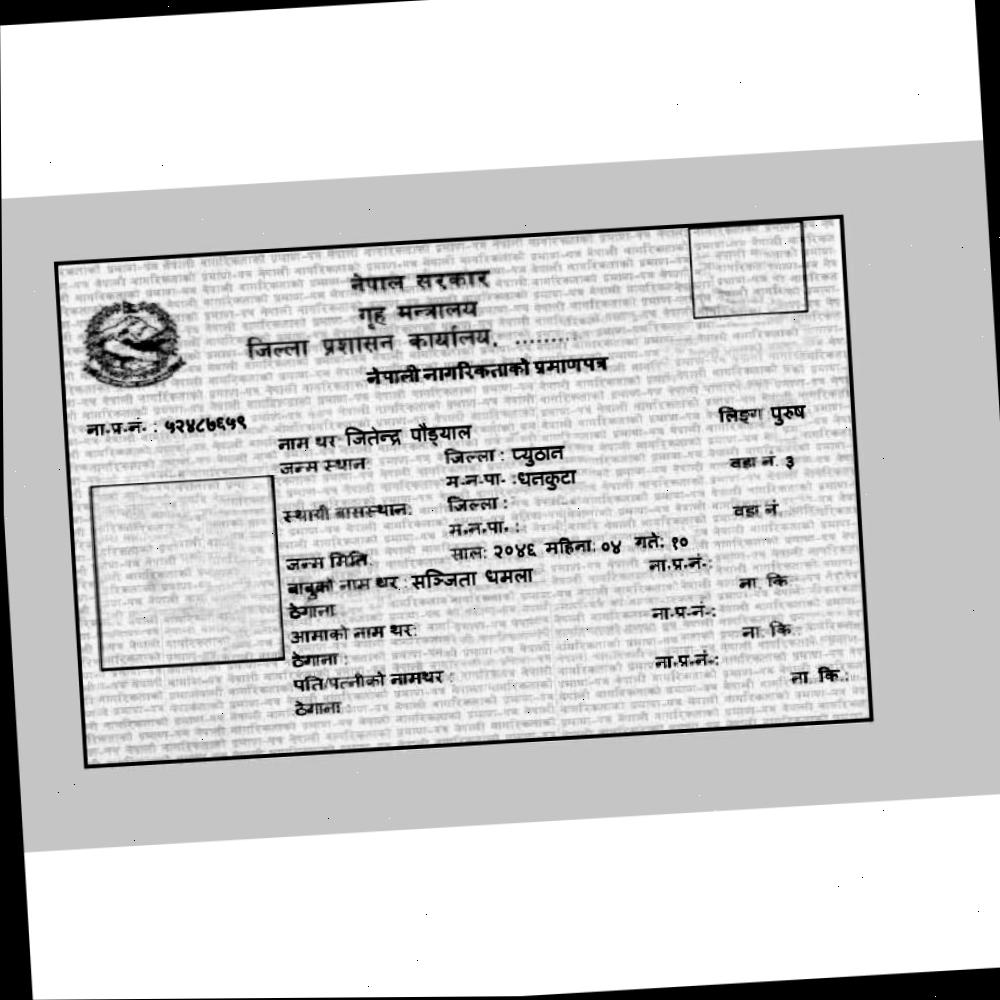 नेपाल सरकार
गृह मन्त्रालय
जिल्ला प्रशासन कार्यालय, ........
नेपाली नागरिकताको प्रमाणपत्र
ना.प्र.नं. : ५२४८७६५९
लिङ्ग पुरुष
नाम थर जितेन्द्र पौड्याल
जन्म स्थान जिल्ला : प्युठान
म.न.पा. : धनकुटा वडा नं. ३
स्थायी बासस्थान: जिल्ला :
म.न.पा. : वडा नं.
जन्म मिति: साल: २०४६ महिना: ०४ गते: १०
बाबुको नाम थर : सञ्जिता धमला ना.प्र.नं.:
ठेगाना ना. कि.
आमाको नाम थर: ना.प्र.नं.:
ठेगाना : ना. कि.:
पति/पत्नीको नामथर : ना.प्र.नं.:
ठेगाना ना. कि.: